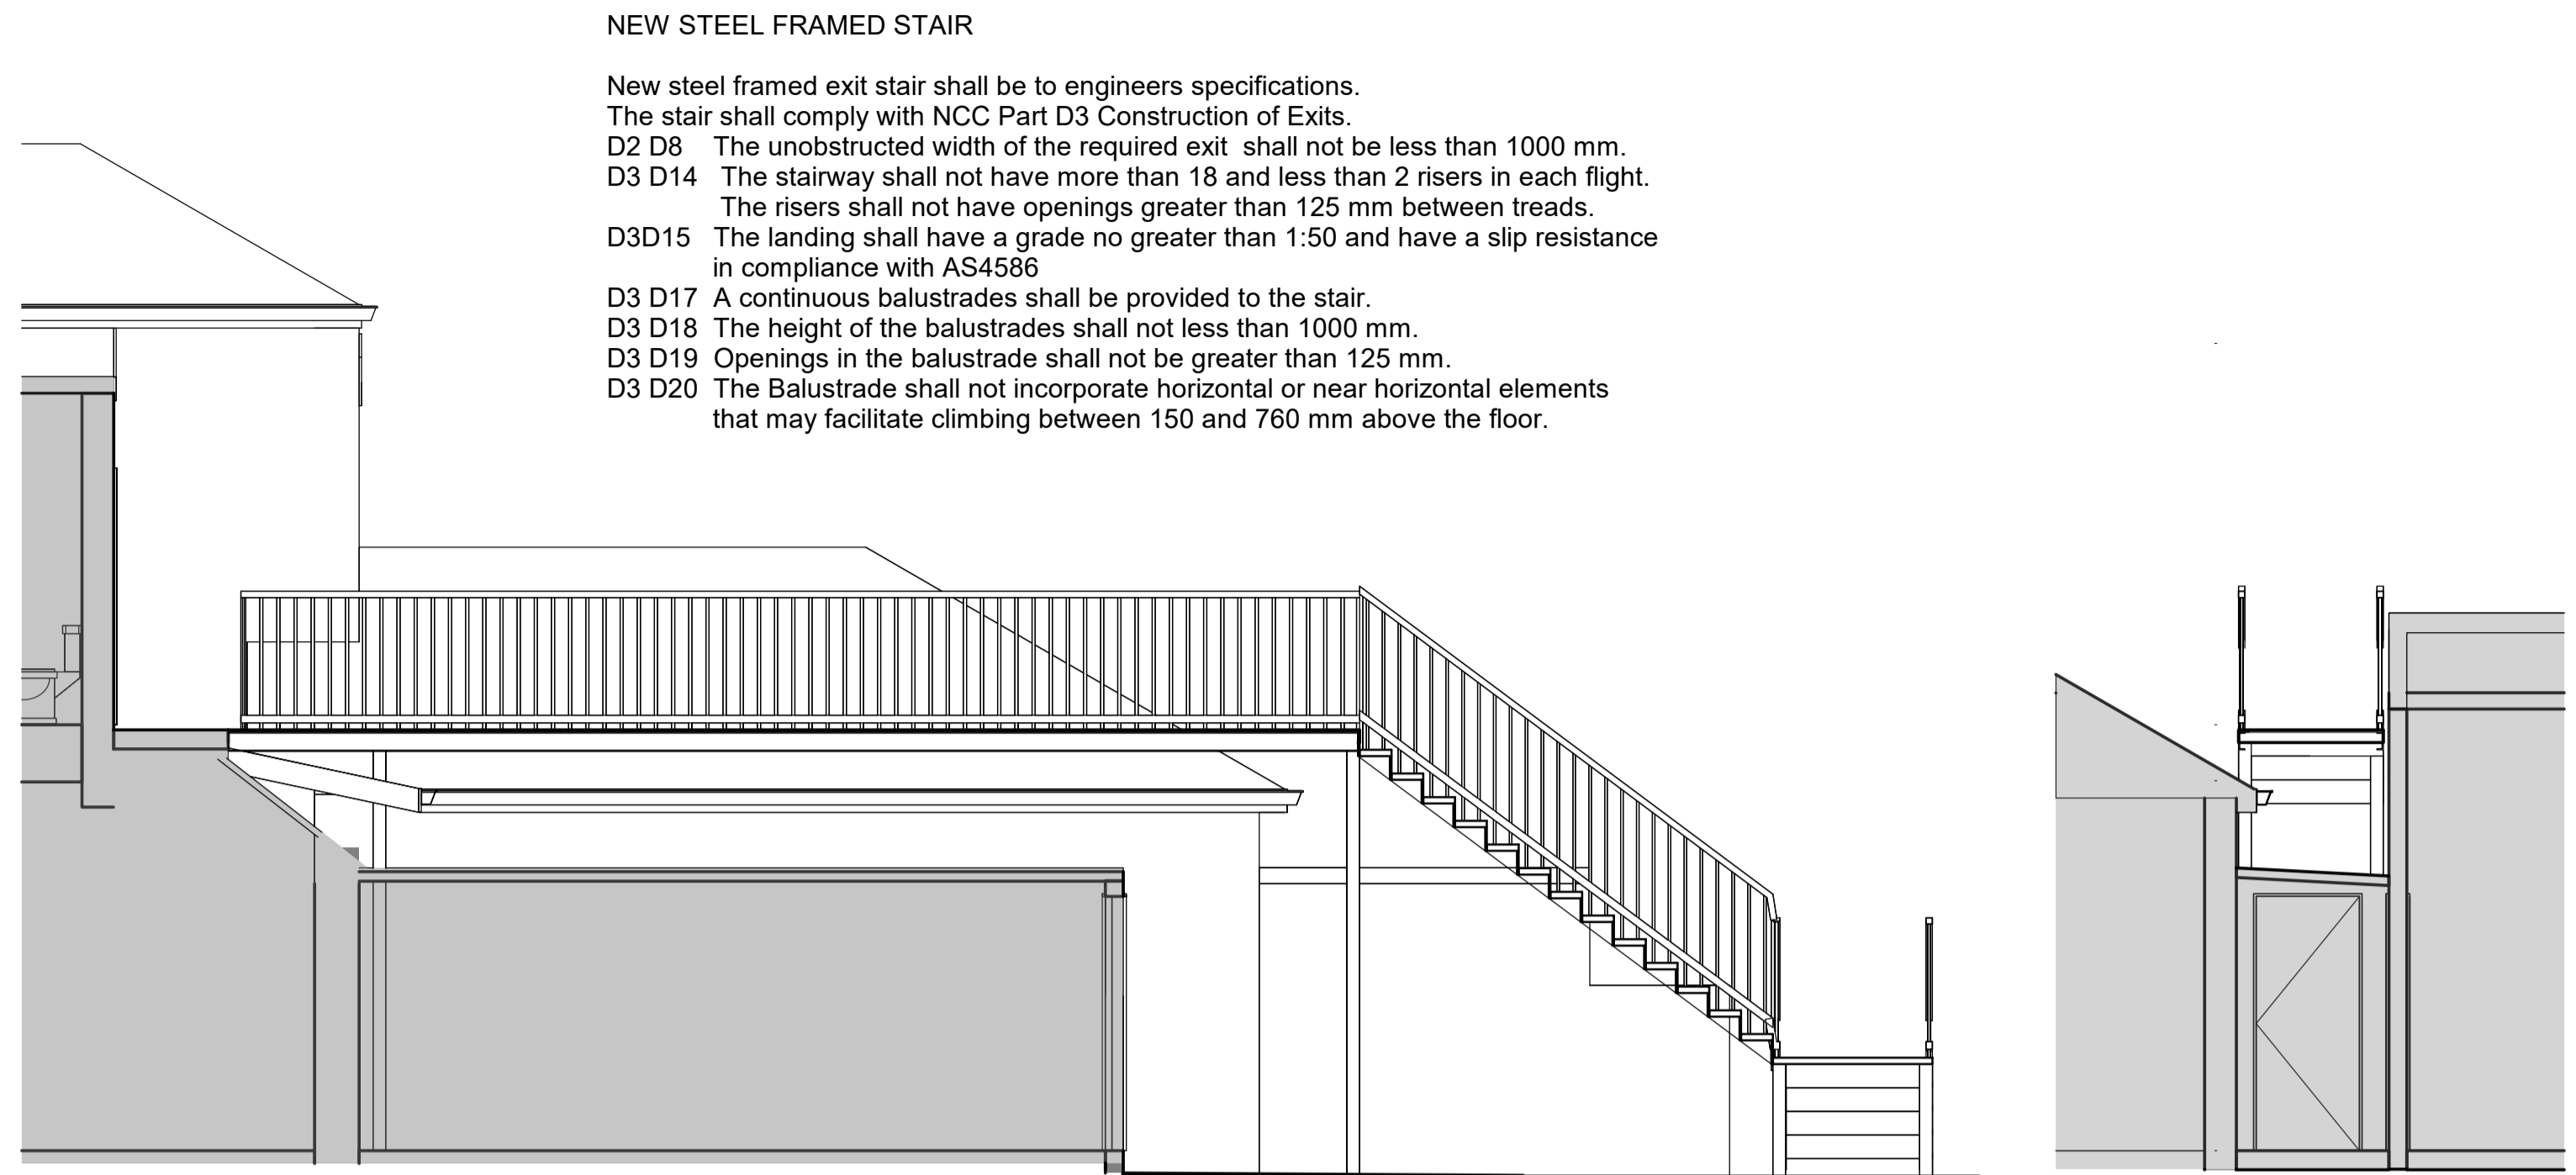 NEW STEEL FRAMED STAIR
New steel framed exit stair shall be to engineers specifications.
The stair shall comply with NCC Part D3 Construction of Exits.
D2 D8 The unobstructed width of the required exit shall not be less than 1000 mm.
D3 D14 The stairway shall not have more than 18 and less than 2 risers in each flight.
The risers shall not have openings greater than 125 mm between treads.
D3D15 The landing shall have a grade no greater than 1:50 and have a slip resistance
in compliance with AS4586
D3 D17 A continuous balustrades shall be provided to the stair.
D3 D18 The height of the balustrades shall not less than 1000 mm.
D3 D19 Openings in the balustrade shall not be greater than 125 mm.
D3 D20 The Balustrade shall not incorporate horizontal or near horizontal elements
that may facilitate climbing between 150 and 760 mm above the floor.